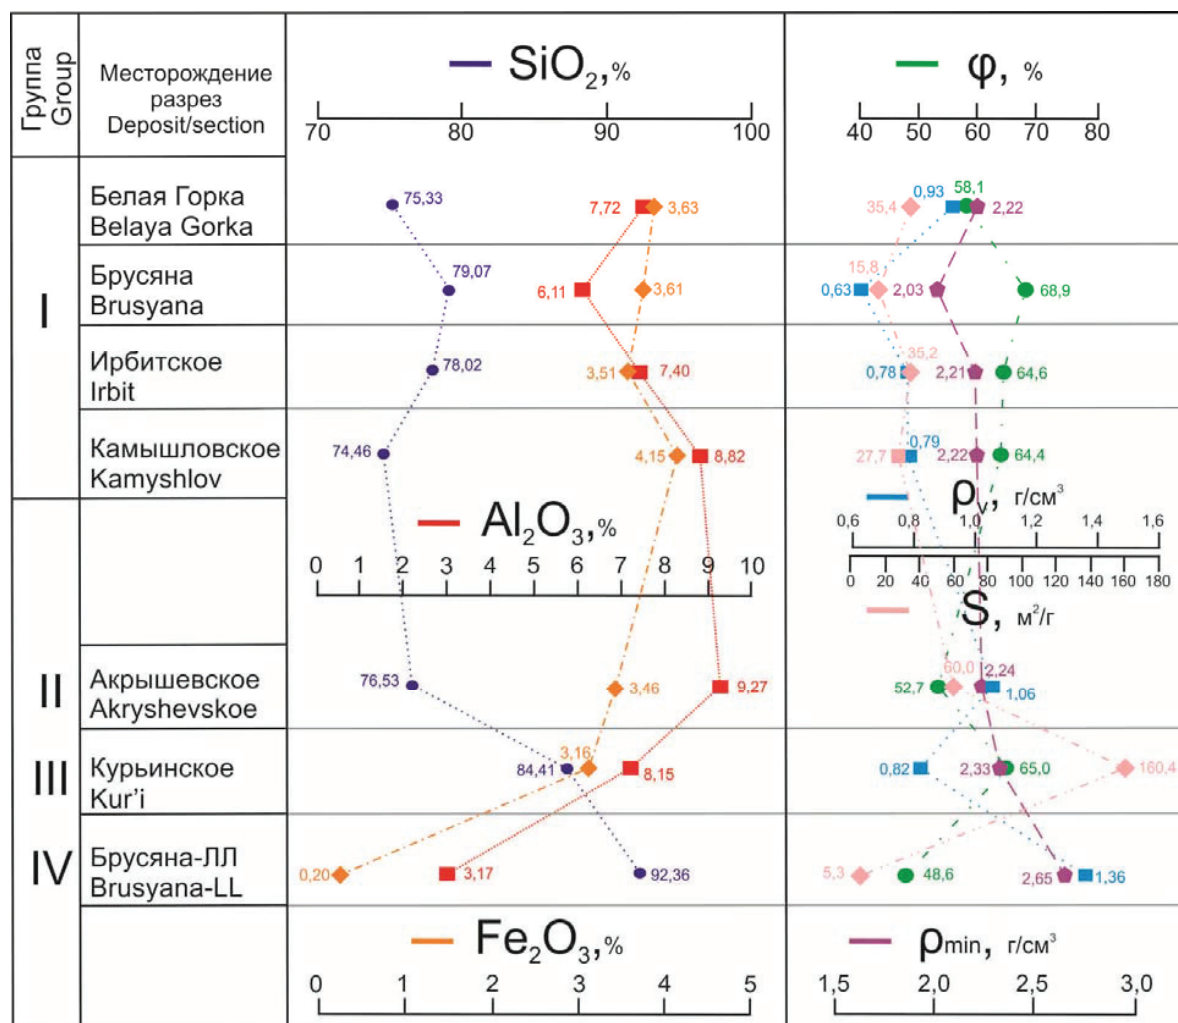 Группа
Group
Месторождение
разрез
Deposit/section
SiO₂,%
70 80 90 100
φ, %
40 50 60 70 80
I
Белая Горка
Belaya Gorka
75,33
7,72
3,63
35,4
0,93
58,1
2,22
Брусяна
Brusyana
79,07
6,11
3,61
15,8
0,63
2,03
68,9
Ирбитское
Irbit
78,02
3,51
7,40
35,2
0,78
2,21
64,6
Камышловское
Kamyshlov
74,46
4,15
8,82
27,7
0,79
2,22
64,4
ρv г/см³
0,6 0,8 1,0 1,2 1,4 1,6
Al₂O₃,%
0 1 2 3 4 5 6 7 8 9 10
0 20 40 60 80 100 120 140 160 180
S, м²/г
II
Акрышевское
Akryshevskoe
76,53
3,46
9,27
52,7
60,0
2,24
1,06
III
Курьинское
Kur'i
84,41
3,16
8,15
0,82
2,33
65,0
160,4
IV
Брусяна-ЛЛ
Brusyana-LL
0,20
3,17
92,36
5,3
48,6
2,65
1,36
Fe₂O₃,%
0 1 2 3 4 5
ρmin, г/см³
1,5 2,0 2,5 3,0